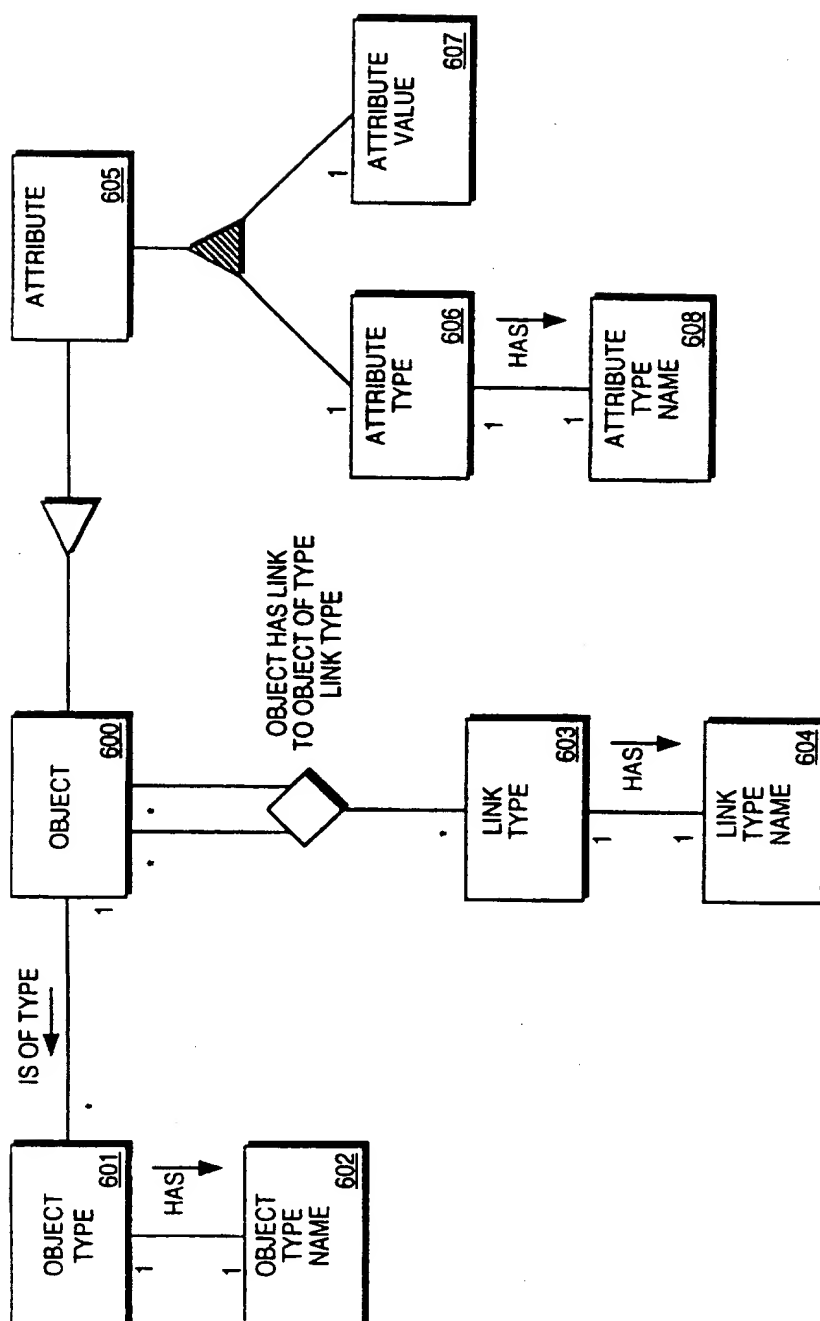 OBJECT
TYPE
601
HAS
1
1
OBJECT
TYPE
NAME
602
IS OF TYPE
*
1
OBJECT
600
*
*
OBJECT HAS LINK
TO OBJECT OF TYPE
LINK TYPE
*
LINK
TYPE
603
HAS
1
1
LINK
TYPE
NAME
604
ATTRIBUTE
605
1
ATTRIBUTE
TYPE
606
HAS
1
1
ATTRIBUTE
TYPE
NAME
608
1
ATTRIBUTE
VALUE
607